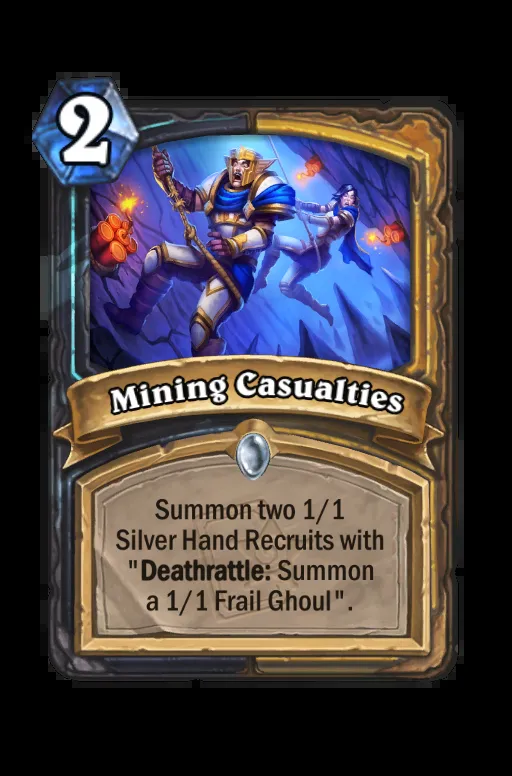 2
Mining Casualties
Summon two 1/1
Silver Hand Recruits with
"Deathrattle: Summon
a 1/1 Frail Ghoul".